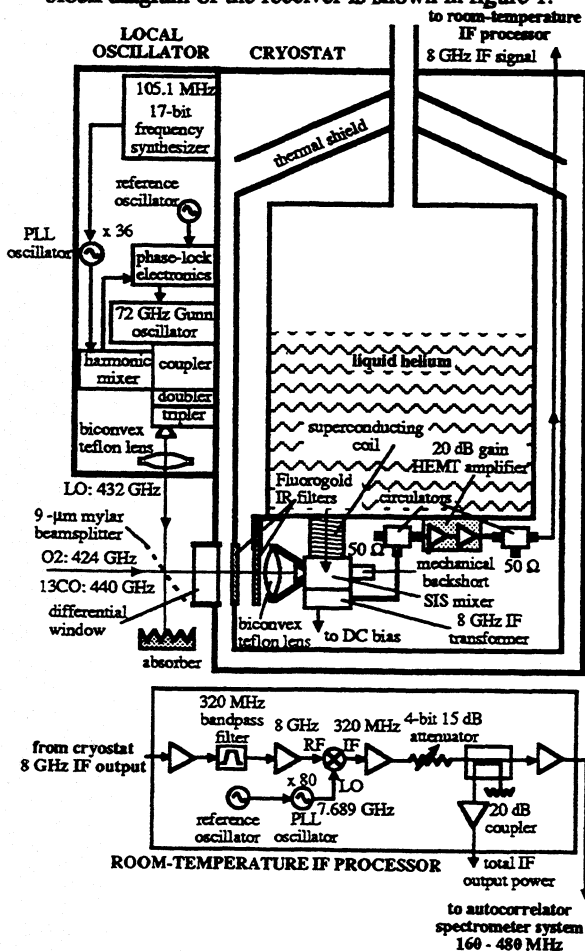 block diagram of the receiver is shown in figure 1.
to room-temperature
IF processor
8 GHz IF signal
LOCAL
OSCILLATOR
CRYOSTAT
105.1 MHz
17-bit
frequency
synthesizer
thermal shield
reference
oscillator
PLL
oscillator
x 36
phase-lock
electronics
72 GHz Gunn
oscillator
harmonic
mixer
coupler
doubler
tripler
biconvex
teflon lens
liquid helium
superconducting
coil
20 dB gain
HEMT amplifier
LO: 432 GHz
Fluorogold
IR filters
circulators
9 -µm mylar
beamsplitter
50 Ω
50 Ω
O2: 424 GHz
mechanical
backshort
13CO: 440 GHz
SIS mixer
differential
window
biconvex
teflon lens
to DC bias
8 GHz IF
transformer
absorber
320 MHz
bandpass
filter
8 GHz
RF
IF
320 MHz
4-bit 15 dB
attenuator
from cryostat
8 GHz IF output
x 80
LO
7.689 GHz
reference
oscillator
PLL
oscillator
20 dB
coupler
ROOM-TEMPERATURE IF PROCESSOR
total IF
output power
to autocorrelator
spectrometer system
160 - 480 MHz